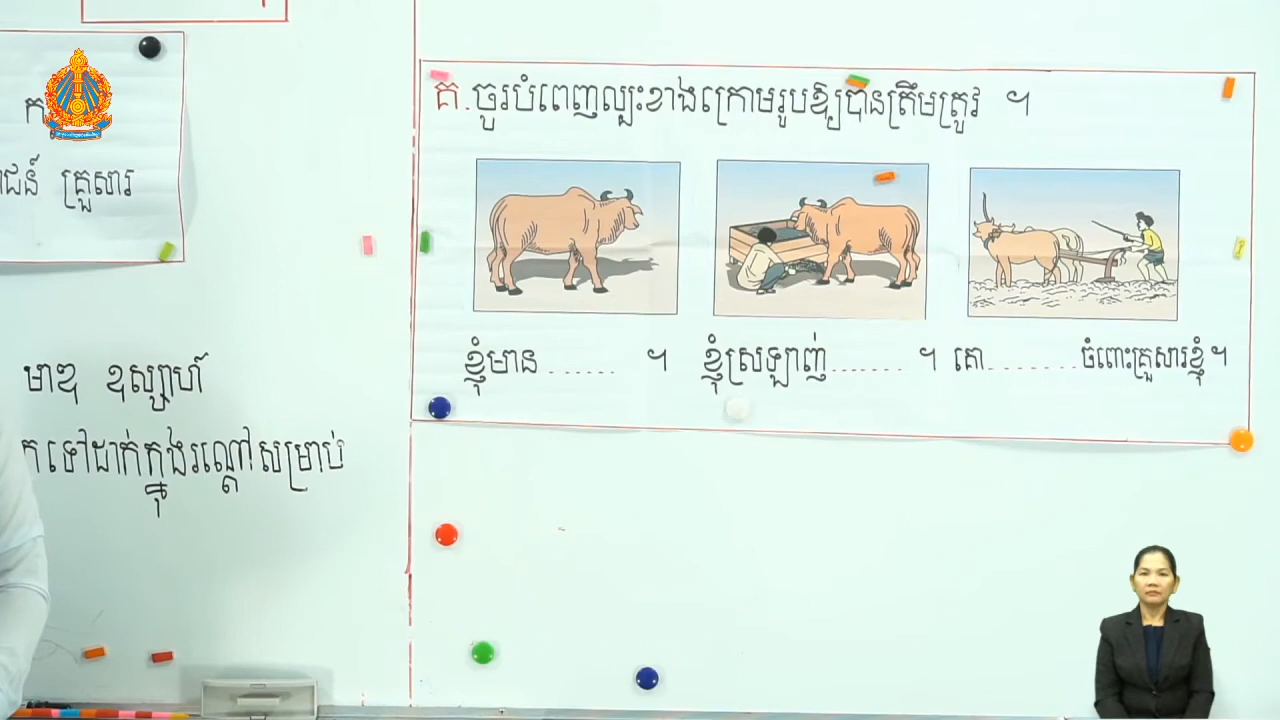 គ. ចូរបំពេញល្បះខាងក្រោមរូបឱ្យបានត្រឹមត្រូវ ។
ខ្ញុំមាន...... ។ ខ្ញុំស្រឡាញ់....... ។ គោ........ចំពោះគ្រួសារខ្ញុំ។
ជន៍ គ្រួសារ
មាឌ ឧស្សាហ៍
កទៅដាក់ក្នុងរណ្តៅសម្រាប់